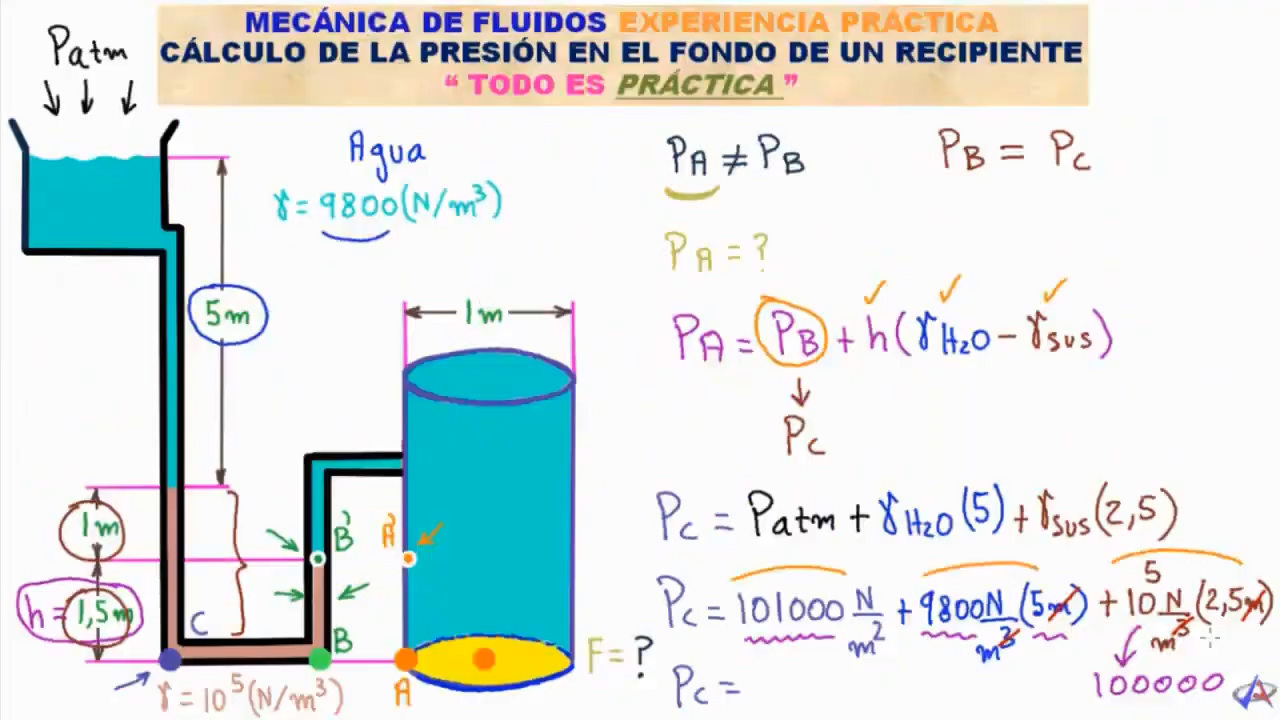 MECÁNICA DE FLUIDOS EXPERIENCIA PRÁCTICA
CÁLCULO DE LA PRESIÓN EN EL FONDO DE UN RECIPIENTE
“ TODO ES PRÁCTICA ”
Patm
Agua
γ = 9800 (N/m³)
5m
1m
1m
h = 1,5m
C
B'
A'
B
A
F = ?
γ = 10⁵ (N/m³)
PA ≠ PB
PB = PC
PA = ?
PA = PB + h (γH2O − γsus)
PC
PC = Patm + γH2O (5) + γsus (2,5)
PC = 101000 N/m² + 9800 N/m³ (5m) + 10⁵ N/m³ (2,5m)
100000
PC =